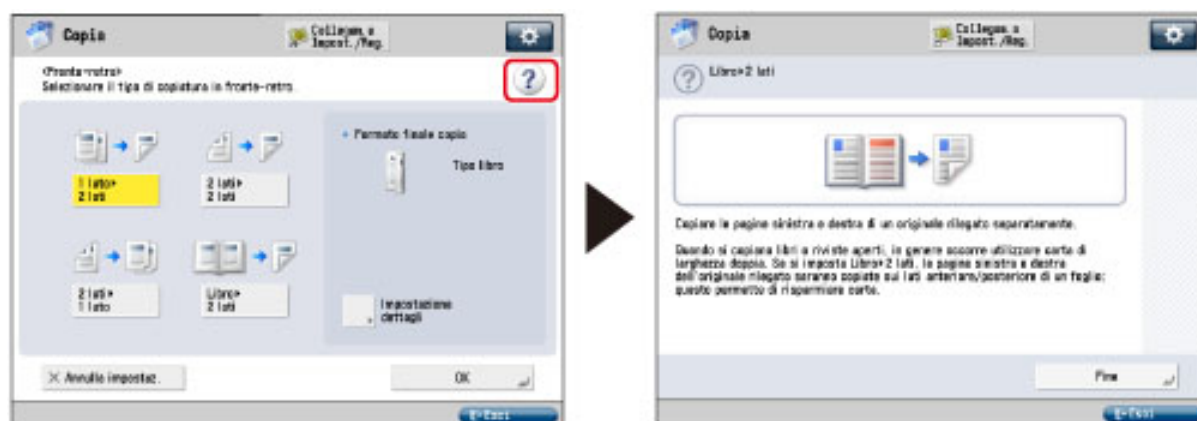 Copia
Collegam. a
Impost./Reg.
<Fronte-retro>
Selezionare il tipo di copiatura in fronte-retro.
?
1 lato▸
2 lati
2 lati▸
2 lati
2 lati▸
1 lato
Libro▸
2 lati
Formato finale copia
Tipo libro
Impostazione
dettagli
× Annulla impostaz.
OK
Esci
Copia
Collegam. a
Impost./Reg.
? Libro▸2 lati
Copiare le pagine sinistra e destra di un originale rilegato separatamente.
Quando si copiano libri o riviste aperti, in genere occorre utilizzare carta di
larghezza doppia. Se si imposta Libro▸2 lati, le pagine sinistra e destra
dell'originale rilegato saranno copiate sui lati anteriore/posteriore di un foglio;
questo permette di risparmiare carta.
Fine
Esci